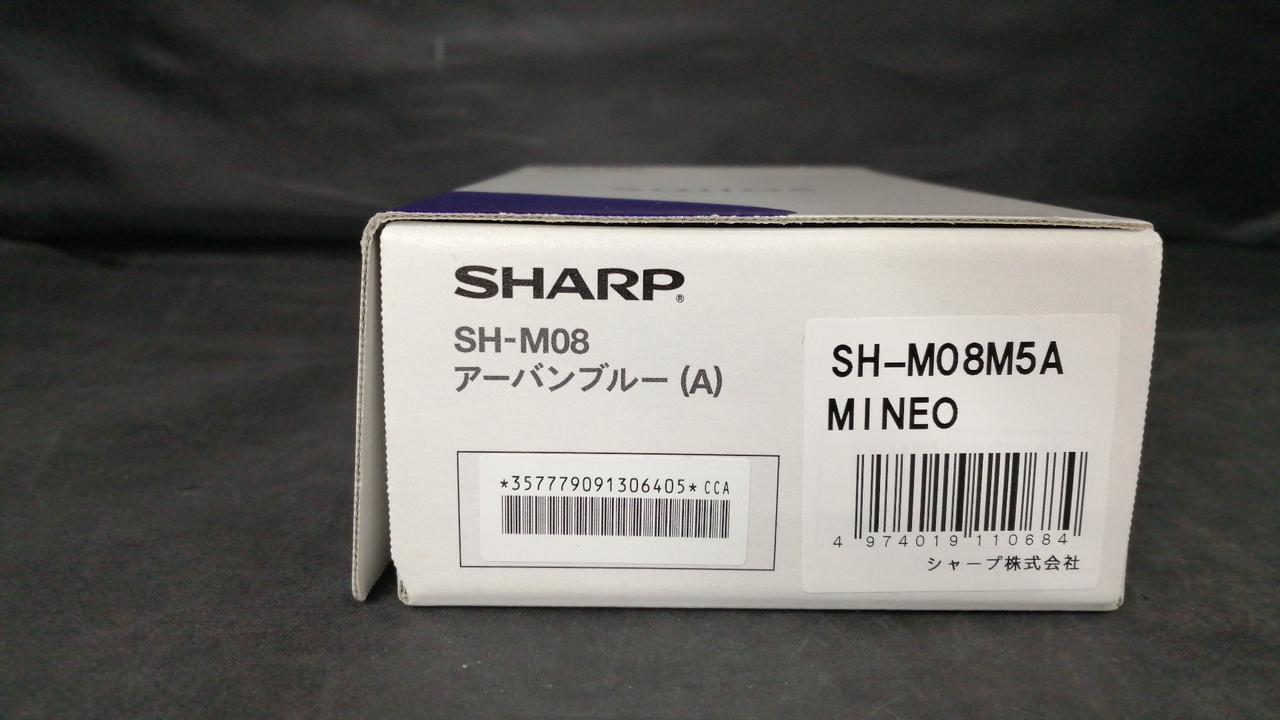 AQUOS
SHARP®
SH-M08
アーバンブルー (A)
*357779091306405*CCA
SH-M08M5A
MINEO
4 974019 110684
シャープ株式会社